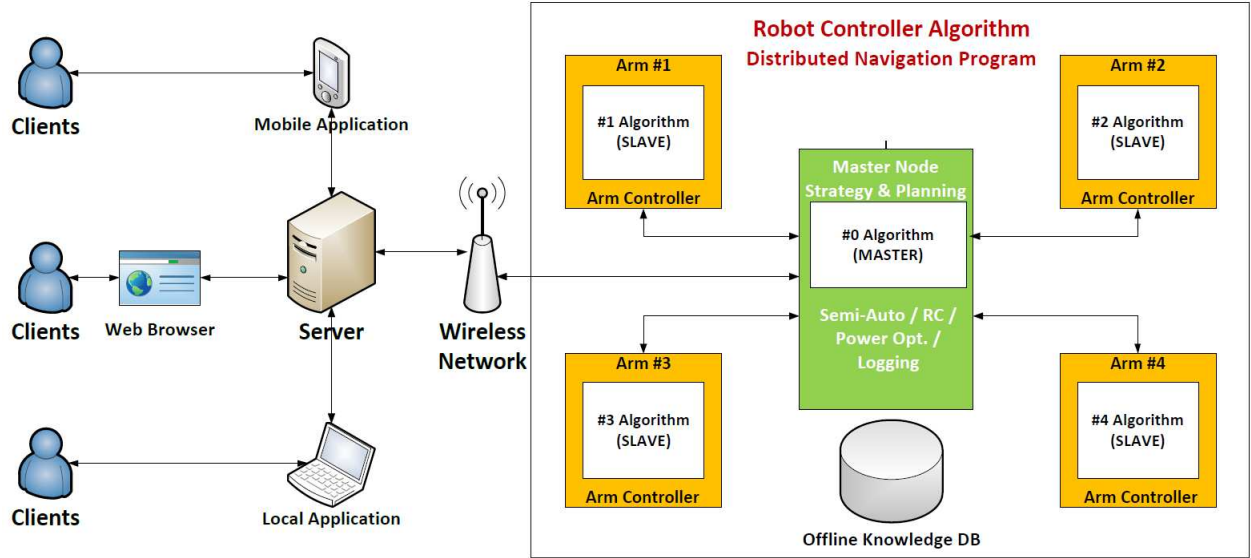 Clients
Mobile Application
Clients
Web Browser
Server
Wireless
Network
Clients
Local Application
Robot Controller Algorithm
Distributed Navigation Program
Arm #1
#1 Algorithm
(SLAVE)
Arm Controller
Arm #2
#2 Algorithm
(SLAVE)
Arm Controller
Master Node
Strategy & Planning
#0 Algorithm
(MASTER)
Semi-Auto / RC /
Power Opt. /
Logging
Arm #3
#3 Algorithm
(SLAVE)
Arm Controller
Arm #4
#4 Algorithm
(SLAVE)
Arm Controller
Offline Knowledge DB